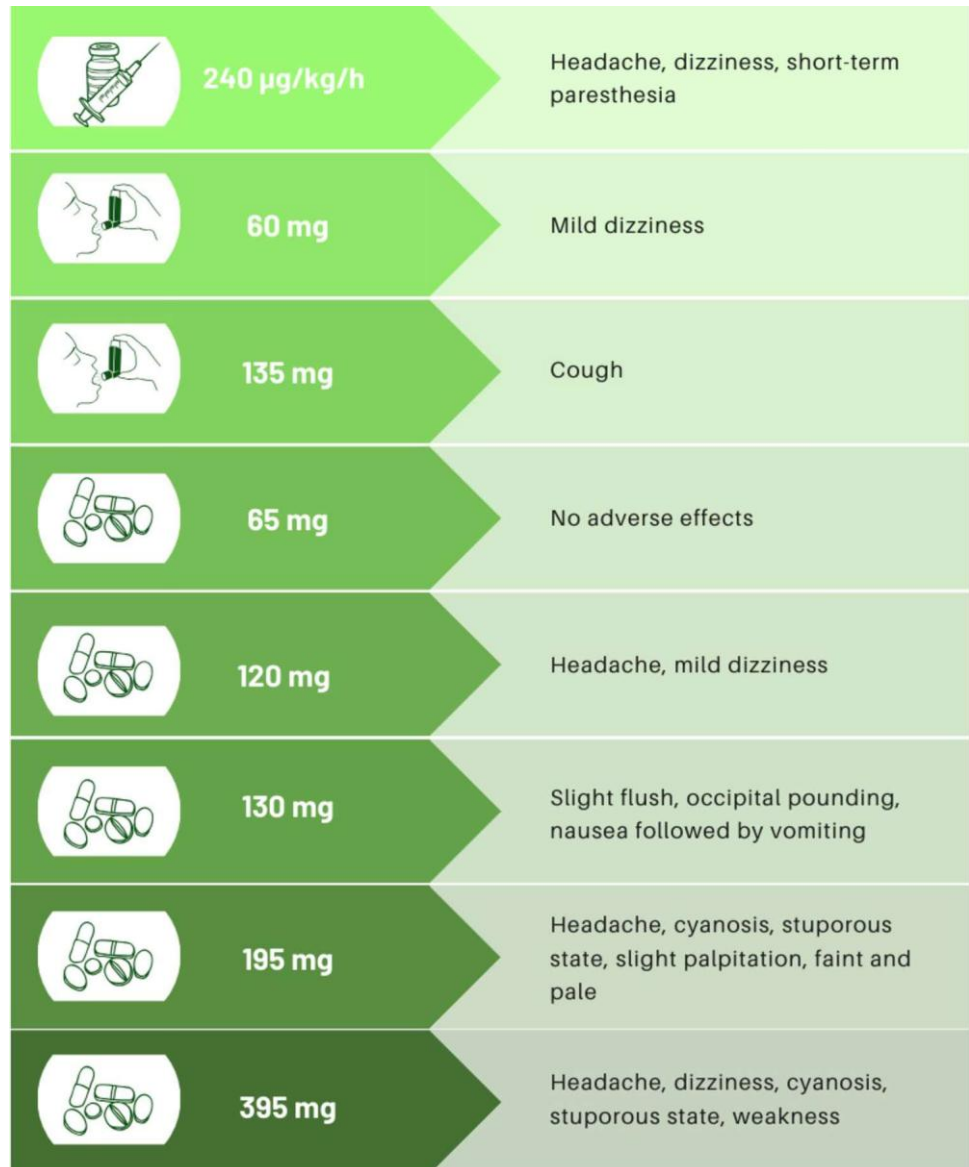 240 µg/kg/h
Headache, dizziness, short-term
paresthesia
60 mg
Mild dizziness
135 mg
Cough
65 mg
No adverse effects
120 mg
Headache, mild dizziness
130 mg
Slight flush, occipital pounding,
nausea followed by vomiting
195 mg
Headache, cyanosis, stuporous
state, slight palpitation, faint and
pale
395 mg
Headache, dizziness, cyanosis,
stuporous state, weakness